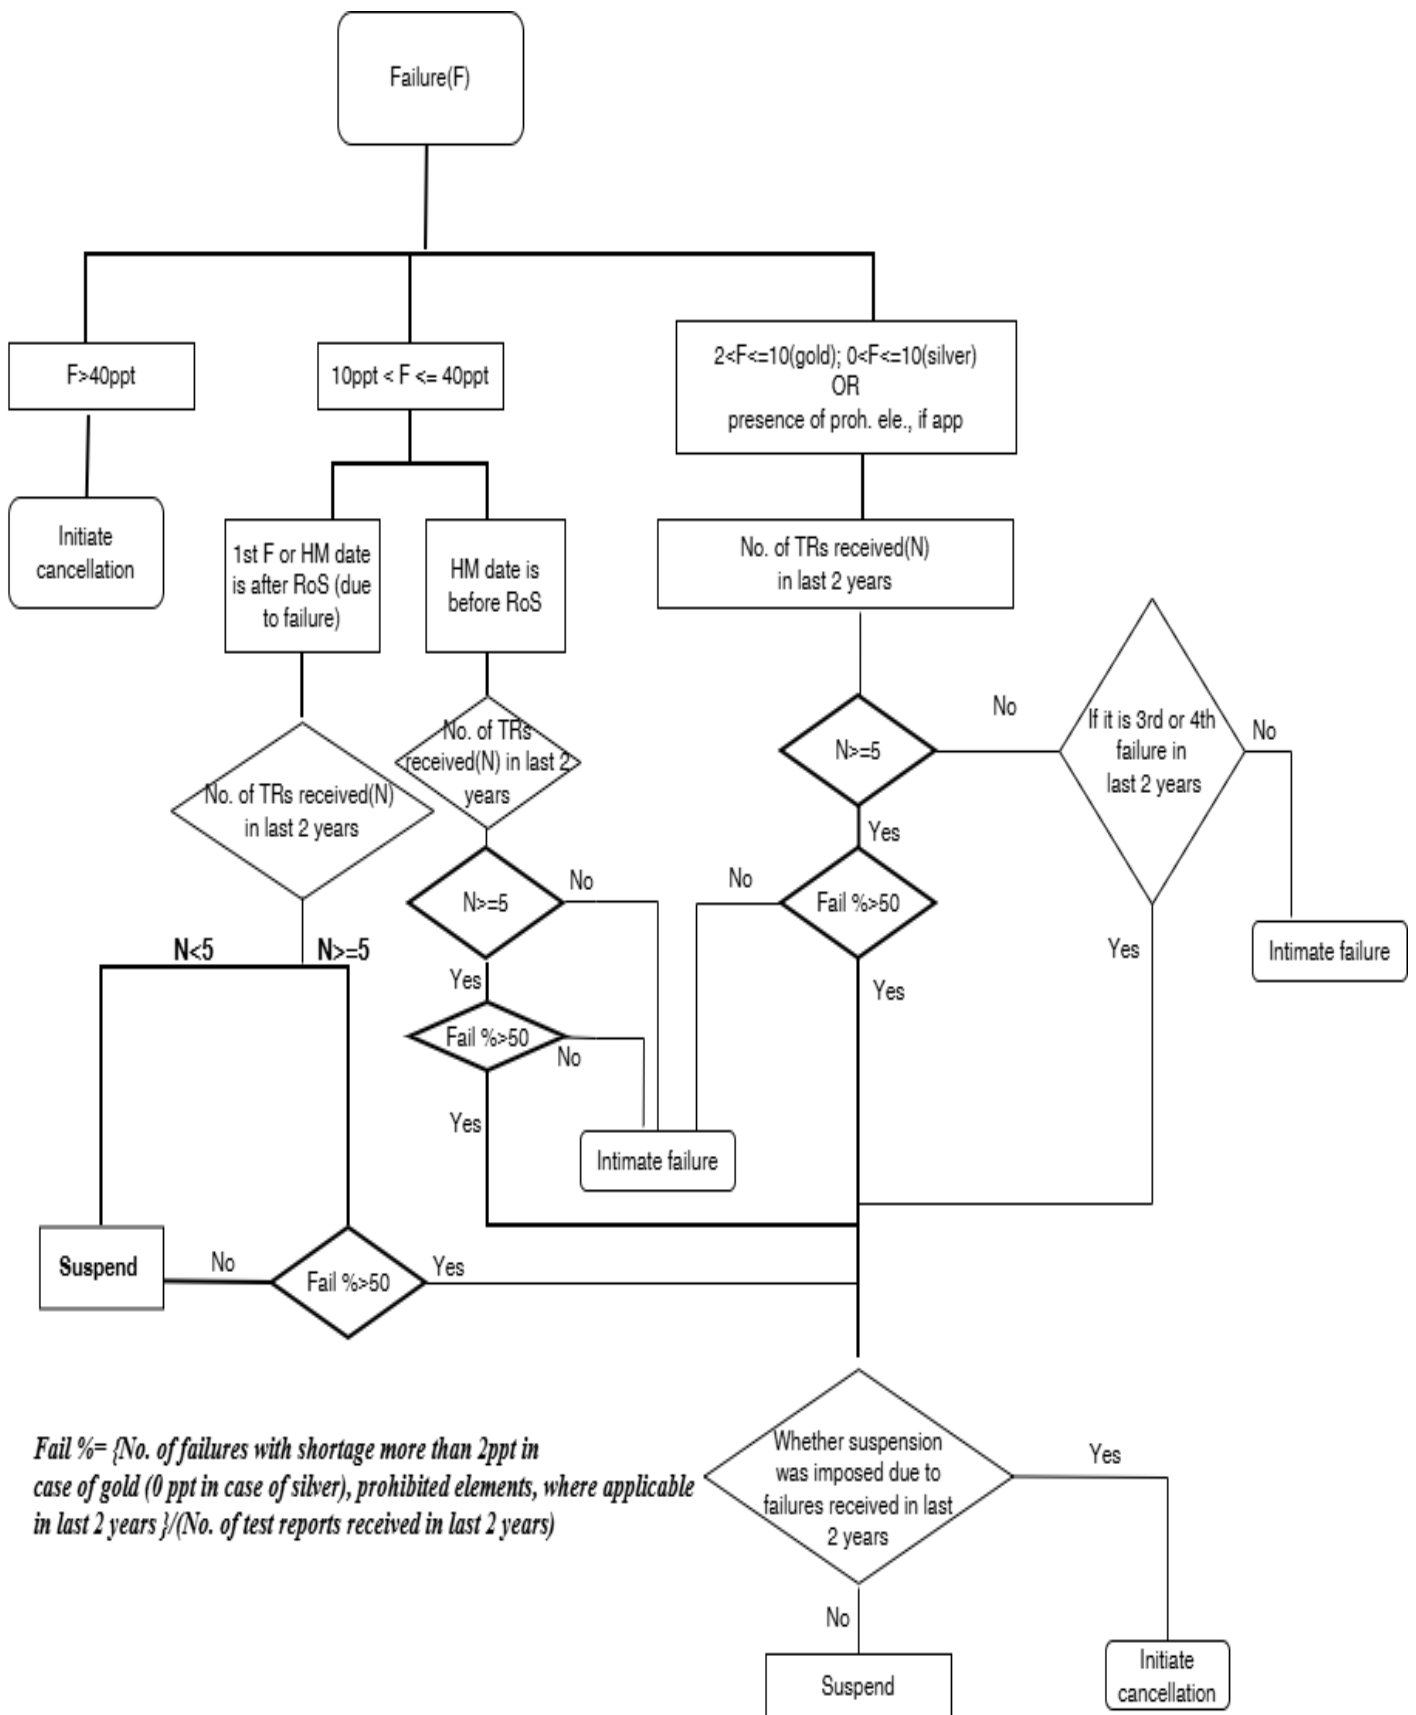 Failure(F)
F>40ppt
10ppt < F <= 40ppt
2<F<=10(gold); 0<F<=10(silver)
OR
presence of proh. ele., if app
Initiate
cancellation
1st F or HM date
is after RoS (due
to failure)
HM date is
before RoS
No. of TRs received(N)
in last 2 years
No. of TRs
received(N) in last 2
years
No. of TRs received(N)
in last 2 years
N>=5
No
If it is 3rd or 4th
failure in
last 2 years
No
Yes
N>=5
No
No
Fail %>50
Yes
Intimate failure
N<5
N>=5
Yes
Yes
Fail %>50
No
Yes
Intimate failure
Suspend
No
Fail %>50
Yes
Fail %= {No. of failures with shortage more than 2ppt in
case of gold (0 ppt in case of silver), prohibited elements, where applicable
in last 2 years }/(No. of test reports received in last 2 years)
Whether suspension
was imposed due to
failures received in last
2 years
Yes
No
Suspend
Initiate
cancellation